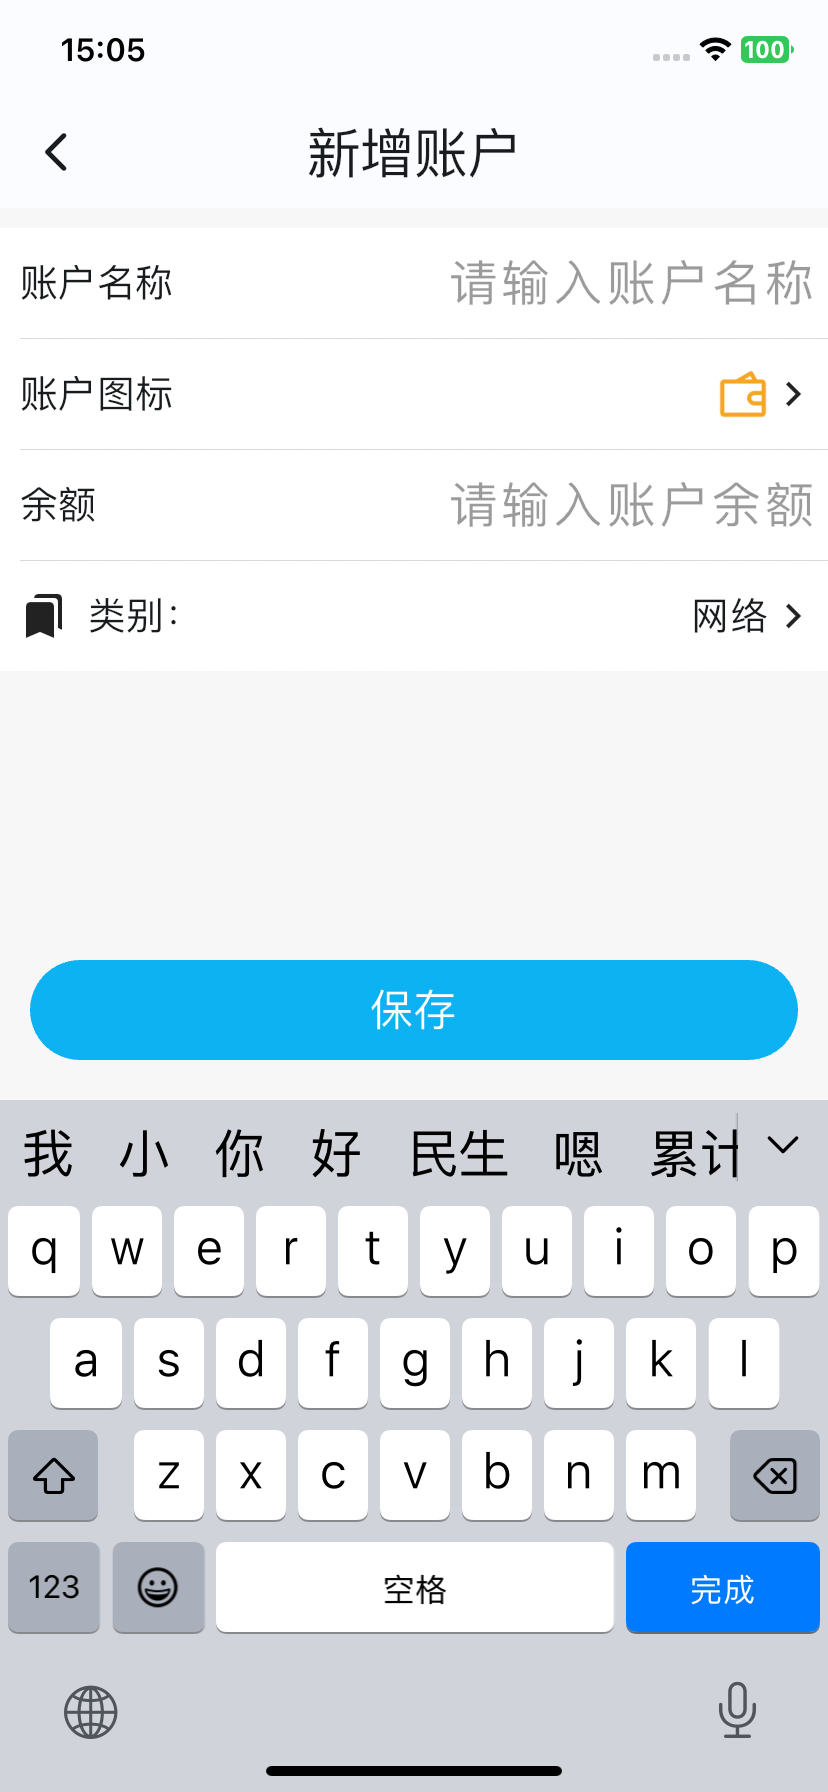 15:05
100
新增账户
账户名称 请输入账户名称
账户图标
余额 请输入账户余额
类别: 网络
保存
我 小 你 好 民生 嗯 累计
q w e r t y u i o p
a s d f g h j k l
z x c v b n m
123 空格 完成